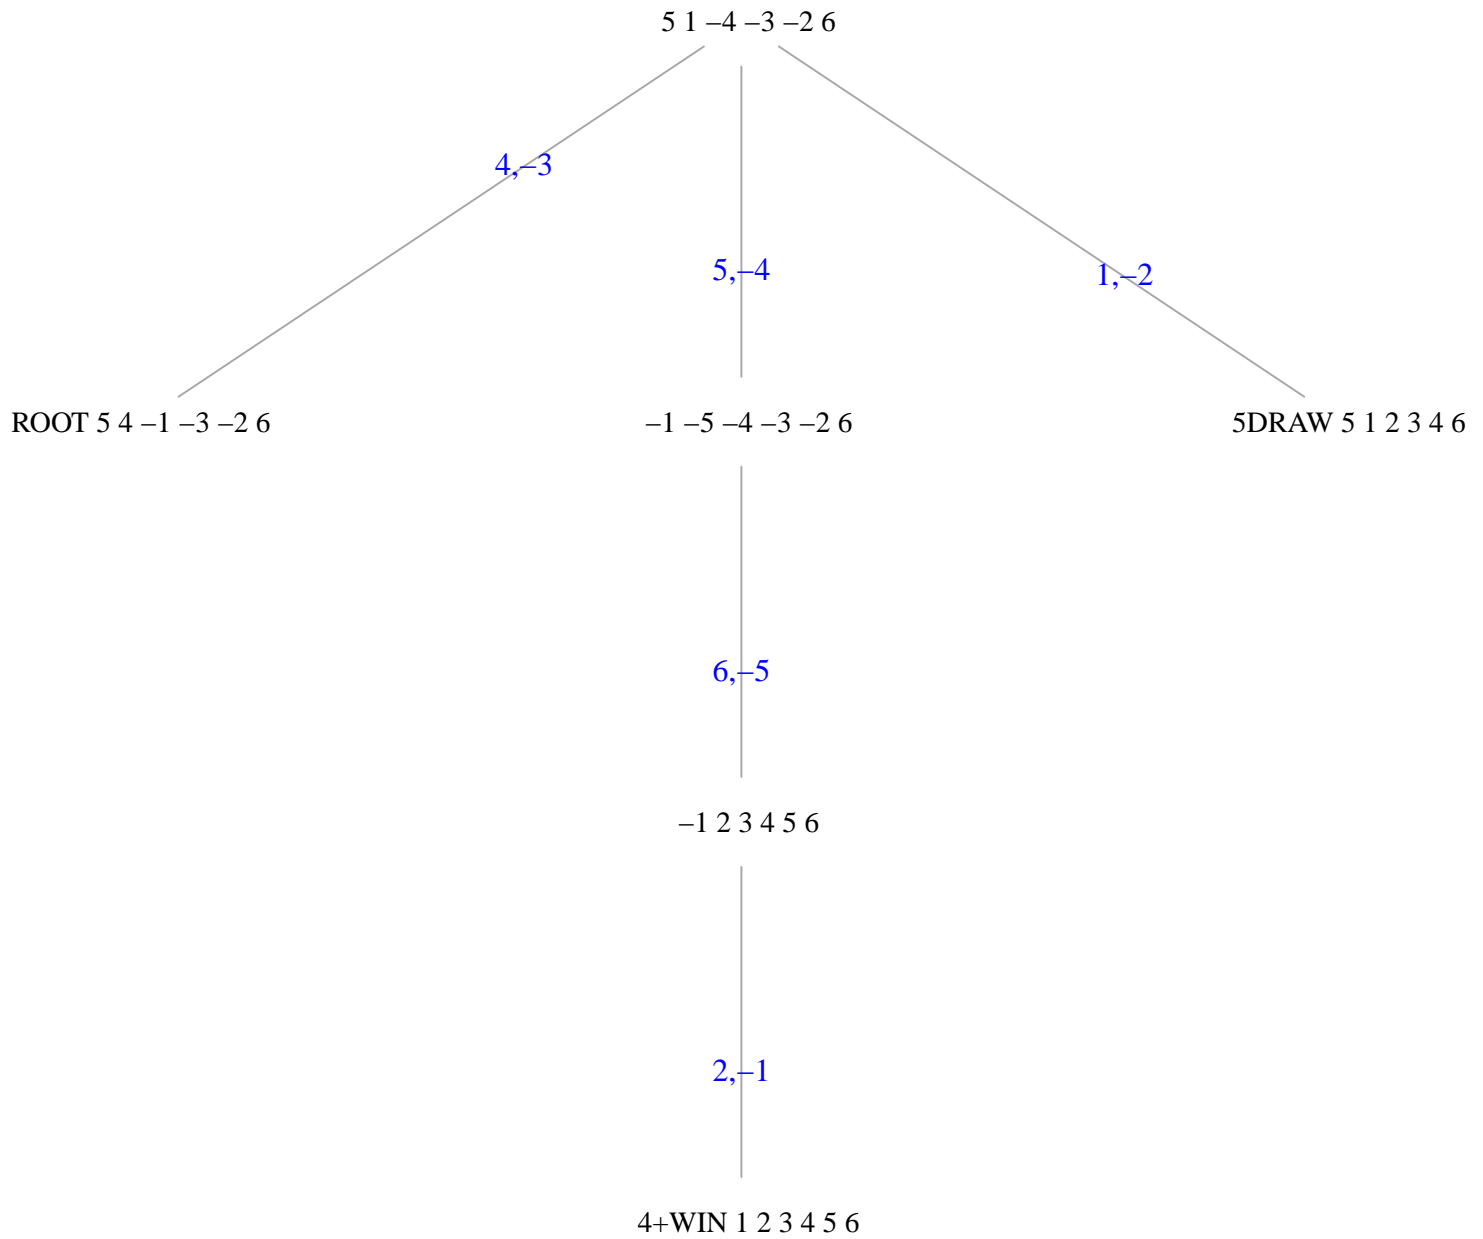 5 1 –4 –3 –2 6
4,–3
5,–4
1,–2
ROOT 5 4 –1 –3 –2 6
–1 –5 –4 –3 –2 6
5DRAW 5 1 2 3 4 6
6,–5
–1 2 3 4 5 6
2,–1
4+WIN 1 2 3 4 5 6